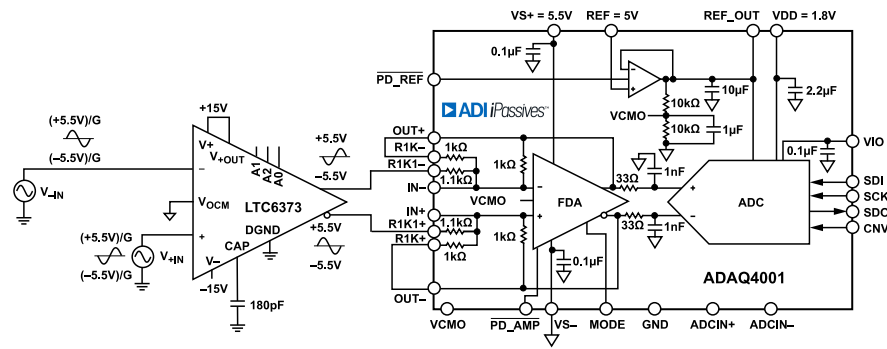 VS+ = 5.5V
REF = 5V
REF_OUT
VDD = 1.8V
0.1µF
PD_REF
10µF
2.2µF
10kΩ
VCMO
10kΩ
1µF
ADI iPassives™
VIO
0.1µF
(+5.5V)/G
(–5.5V)/G
+15V
V+
V+OUT
A1
A2
A0
+5.5V
–5.5V
OUT+
R1K–
1kΩ
R1K1–
1.1kΩ
IN–
1kΩ
VCMO
IN+
R1K1+
1.1kΩ
R1K+
1kΩ
1kΩ
OUT–
FDA
33Ω
1nF
33Ω
1nF
ADC
SDI
SCK
SDO
CNV
V–IN
VOCM
LTC6373
(+5.5V)/G
(–5.5V)/G
V+IN
CAP
DGND
V–
–15V
180pF
+5.5V
–5.5V
0.1µF
ADAQ4001
VCMO
PD_AMP
VS–
MODE
GND
ADCIN+
ADCIN–